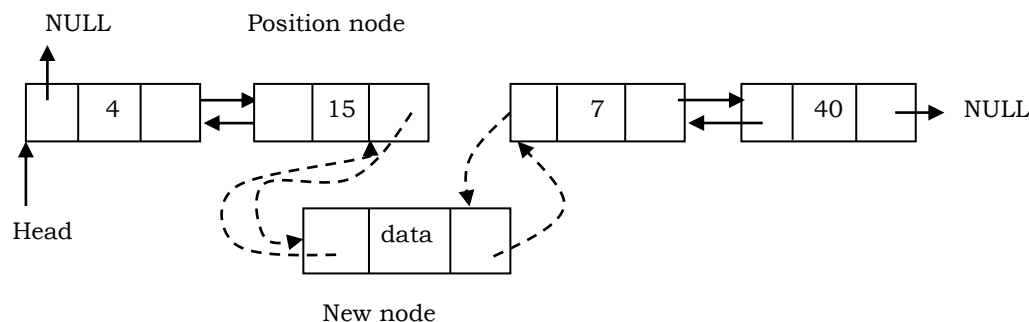 NULL
Position node
4
15
7
40
NULL
Head
data
New node